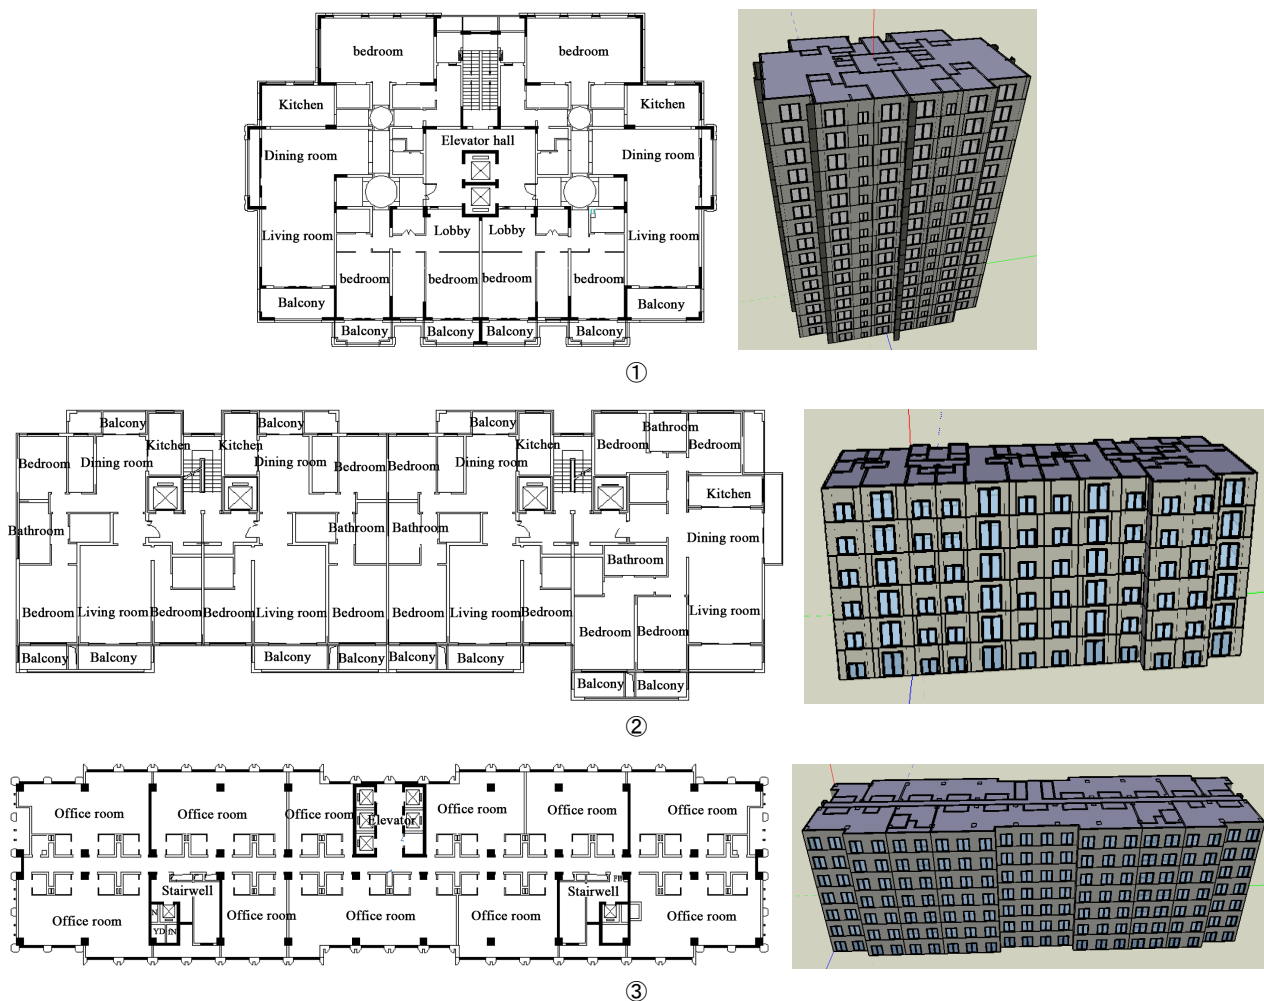 bedroom bedroom
Kitchen Kitchen
Elevator hall
Dining room Dining room
Living room Lobby Lobby Living room
bedroom bedroom bedroom bedroom
Balcony Balcony
Balcony Balcony Balcony Balcony
①
Balcony Balcony Balcony Bathroom
Kitchen Kitchen Kitchen Bedroom Bedroom
Bedroom Dining room Dining room Bedroom Bedroom Dining room
Kitchen
Bathroom Bathroom Bathroom Dining room
Bathroom
Bedroom Living room Bedroom Bedroom Living room Bedroom Bedroom Living room Bedroom Living room
Bedroom Bedroom
Balcony Balcony Balcony Balcony Balcony Balcony
Balcony Balcony
②
Office room Office room Office room Elevator Office room Office room Office room
Stairwell Stairwell
Office room Office room Office room Office room Office room
N
YD fN
③